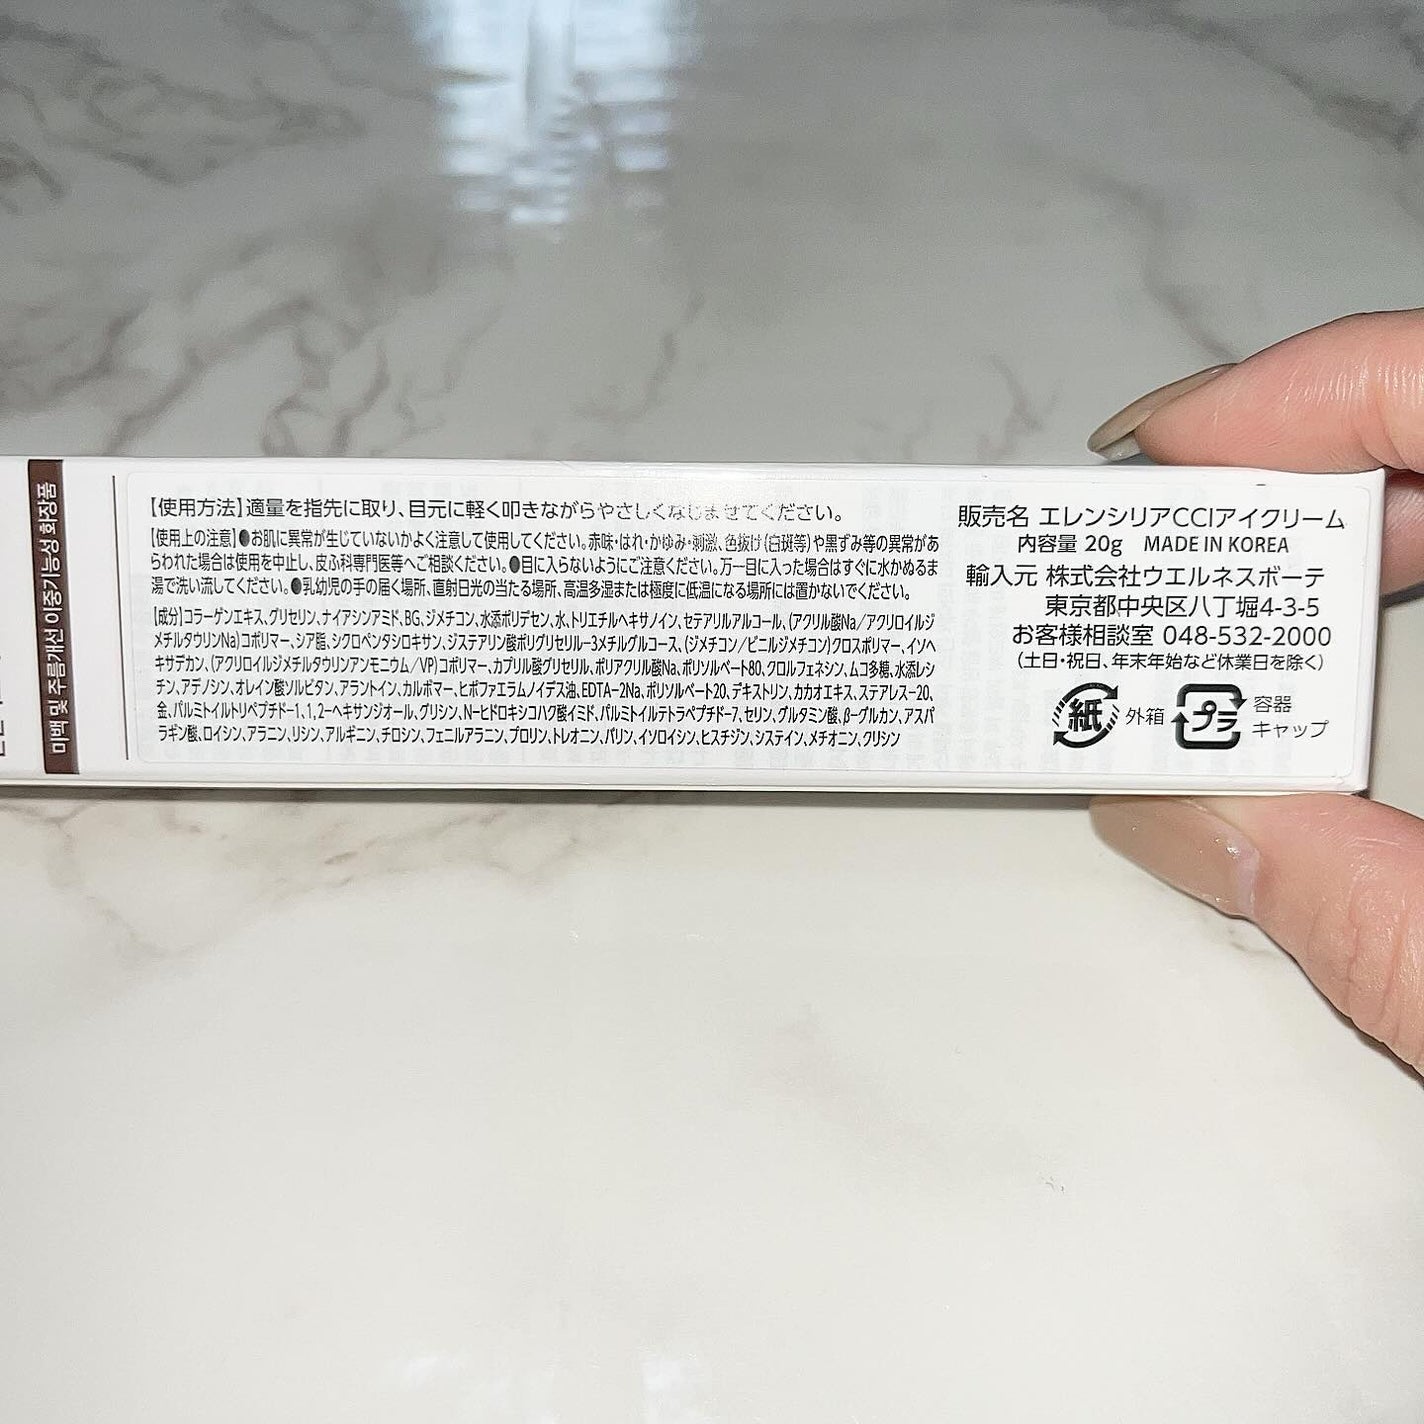 미백 및 주름개선 이중기능성 화장품
【使用方法】適量を指先に取り、目元に軽く叩きながらやさしくなじませてください。
【使用上の注意】●お肌に異常が生じていないかよく注意して使用してください。赤味・はれ・かゆみ・刺激、色抜け(白斑等)や黒ずみ等の異常があ
らわれた場合は使用を中止し、皮ふ科専門医等へご相談ください。●目に入らないようにご注意ください。万一目に入った場合はすぐに水かぬるま
湯で洗い流してください。●乳幼児の手の届く場所、直射日光の当たる場所、高温多湿または極度に低温になる場所には置かないでください。
【成分】コラーゲンエキス、グリセリン、ナイアシンアミド、BG、ジメチコン、水添ポリデセン、水、トリエチルヘキサノイン、セテアリルアルコール、(アクリル酸Na/アクリロイルジ
メチルタウリンNa)コポリマー、シア脂、シクロペンタシロキサン、ジステアリン酸ポリグリセリル-3メチルグルコース、(ジメチコン/ビニルジメチコン)クロスポリマー、イソヘ
キサデカン、(アクリロイルジメチルタウリンアンモニウム/VP)コポリマー、カプリル酸グリセリル、ポリアクリル酸Na、ポリソルベート80、クロルフェネシン、ムコ多糖、水添レシ
チン、アデノシン、オレイン酸ソルビタン、アラントイン、カルボマー、ヒポファエラムノイデス油、EDTA-2Na、ポリソルベート20、デキストリン、カカオエキス、ステアレス-20、
金、パルミトイルトリペプチド-1、1,2-ヘキサンジオール、グリシン、N-ヒドロキシコハク酸イミド、パルミトイルテトラペプチド-7、セリン、グルタミン酸、β-グルカン、アスパ
ラギン酸、ロイシン、アラニン、リシン、アルギニン、チロシン、フェニルアラニン、プロリン、トレオニン、バリン、イソロイシン、ヒスチジン、システイン、メチオニン、クリシン
販売名 エレンシリアCCIアイクリーム
内容量 20g MADE IN KOREA
輸入元 株式会社ウエルネスボーテ
東京都中央区八丁堀4-3-5
お客様相談室 048-532-2000
(土日・祝日、年末年始など休業日を除く)
紙 外箱 プラ 容器
キャップ